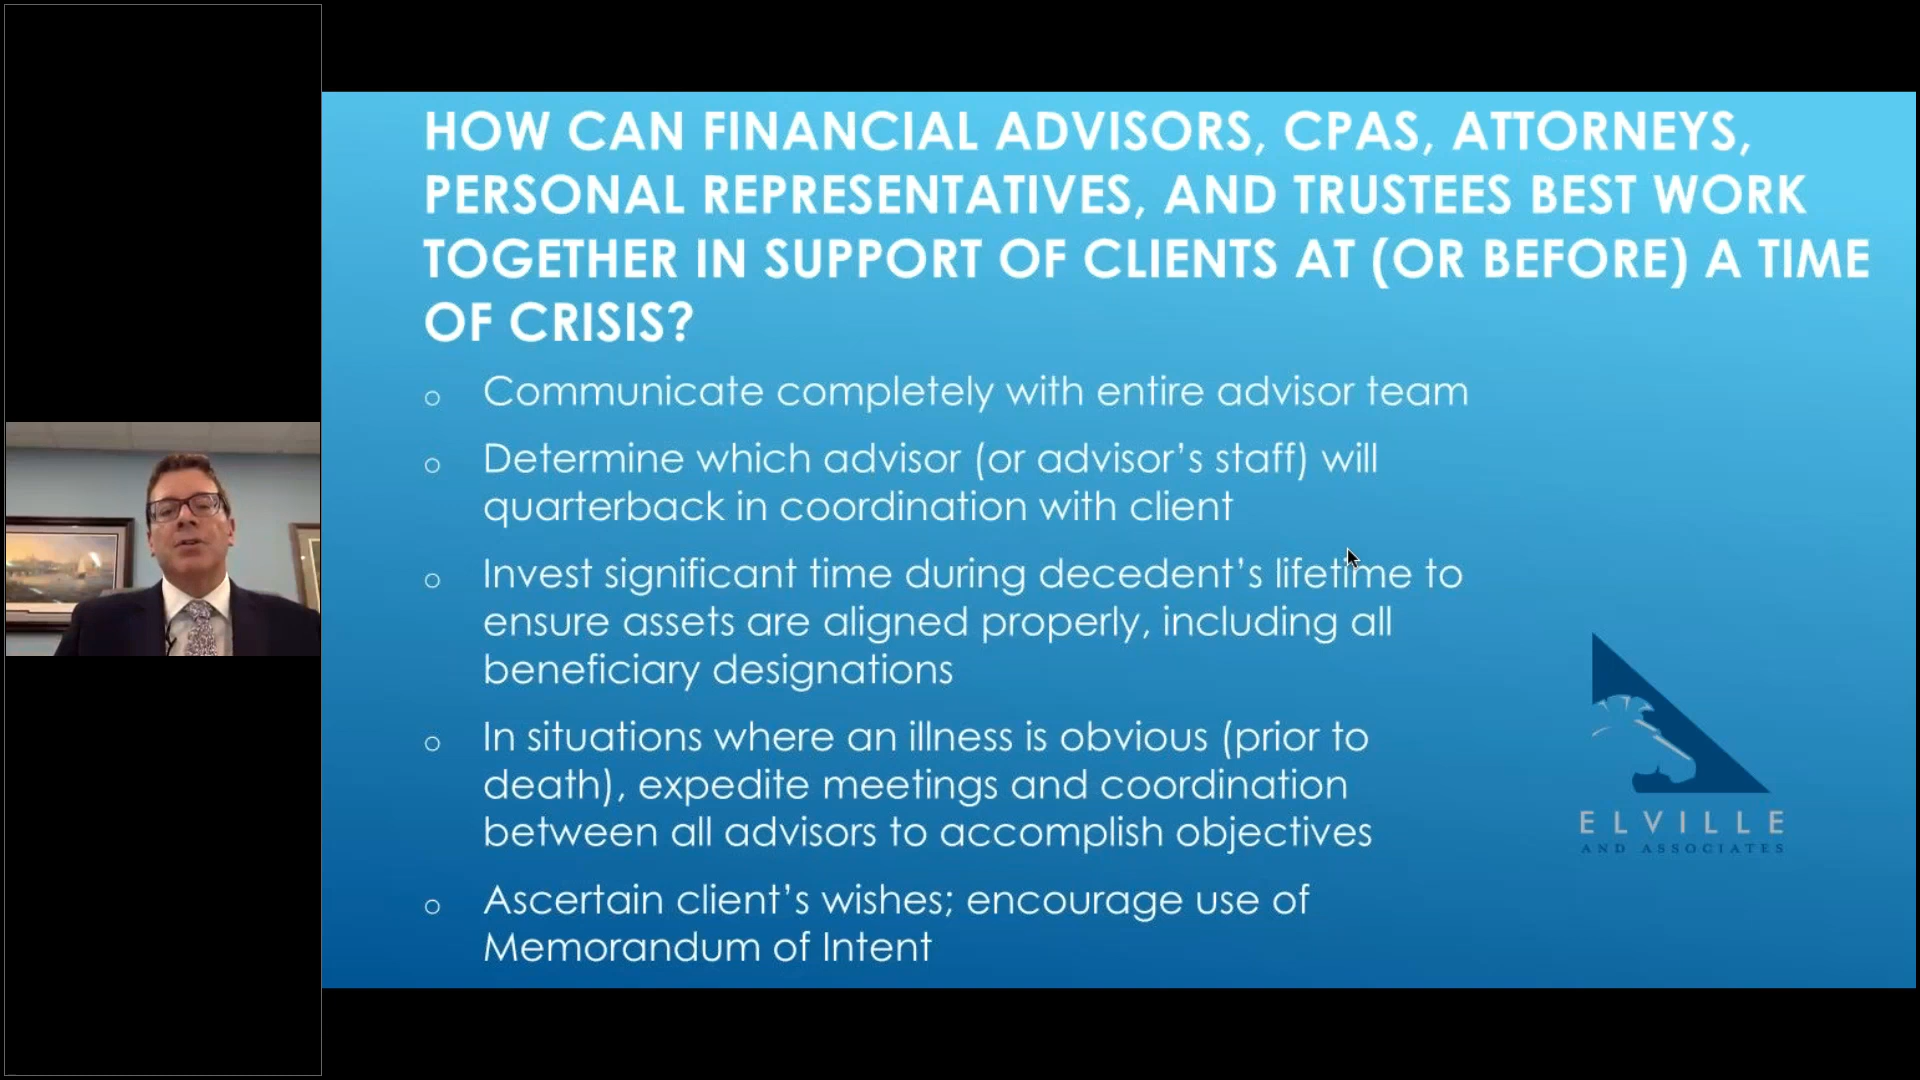 HOW CAN FINANCIAL ADVISORS, CPAS, ATTORNEYS,
PERSONAL REPRESENTATIVES, AND TRUSTEES BEST WORK
TOGETHER IN SUPPORT OF CLIENTS AT (OR BEFORE) A TIME
OF CRISIS?
Communicate completely with entire advisor team
Determine which advisor (or advisor’s staff) will
quarterback in coordination with client
Invest significant time during decedent’s lifetime to
ensure assets are aligned properly, including all
beneficiary designations
In situations where an illness is obvious (prior to
death), expedite meetings and coordination
between all advisors to accomplish objectives
Ascertain client’s wishes; encourage use of
Memorandum of Intent
ELVILLE
AND ASSOCIATES